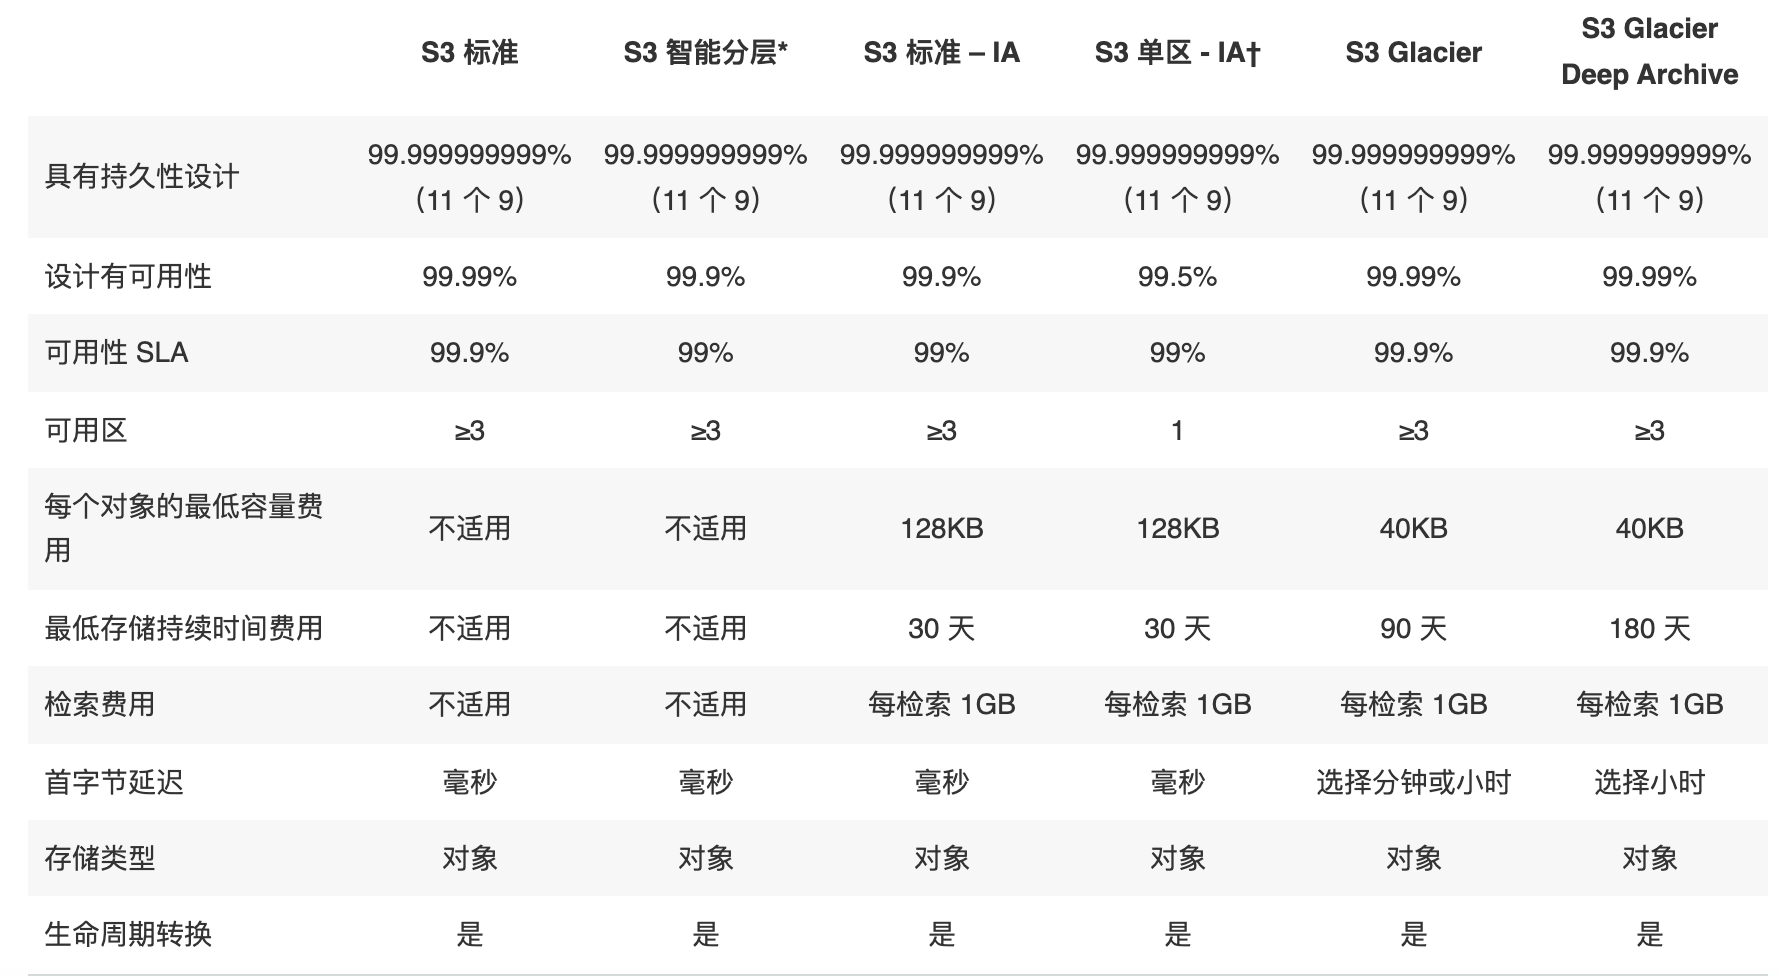 S3 标准 S3 智能分层* S3 标准 – IA S3 单区 - IA† S3 Glacier S3 Glacier
Deep Archive
具有持久性设计 99.999999999% 99.999999999% 99.999999999% 99.999999999% 99.999999999% 99.999999999%
（11 个 9） （11 个 9） （11 个 9） （11 个 9） （11 个 9） （11 个 9）
设计有可用性 99.99% 99.9% 99.9% 99.5% 99.99% 99.99%
可用性 SLA 99.9% 99% 99% 99% 99.9% 99.9%
可用区 ≥3 ≥3 ≥3 1 ≥3 ≥3
每个对象的最低容量费
用 不适用 不适用 128KB 128KB 40KB 40KB
最低存储持续时间费用 不适用 不适用 30 天 30 天 90 天 180 天
检索费用 不适用 不适用 每检索 1GB 每检索 1GB 每检索 1GB 每检索 1GB
首字节延迟 毫秒 毫秒 毫秒 毫秒 选择分钟或小时 选择小时
存储类型 对象 对象 对象 对象 对象 对象
生命周期转换 是 是 是 是 是 是